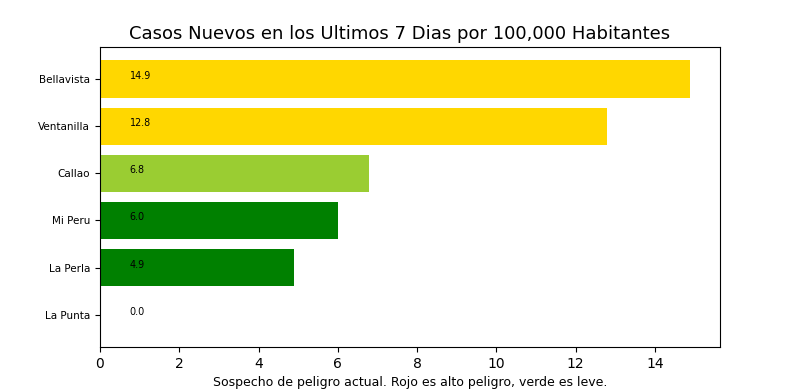 Casos Nuevos en los Ultimos 7 Dias por 100,000 Habitantes
Bellavista 14.9
Ventanilla 12.8
Callao 6.8
Mi Peru 6.0
La Perla 4.9
La Punta 0.0
0 2 4 6 8 10 12 14
Sospecho de peligro actual. Rojo es alto peligro, verde es leve.